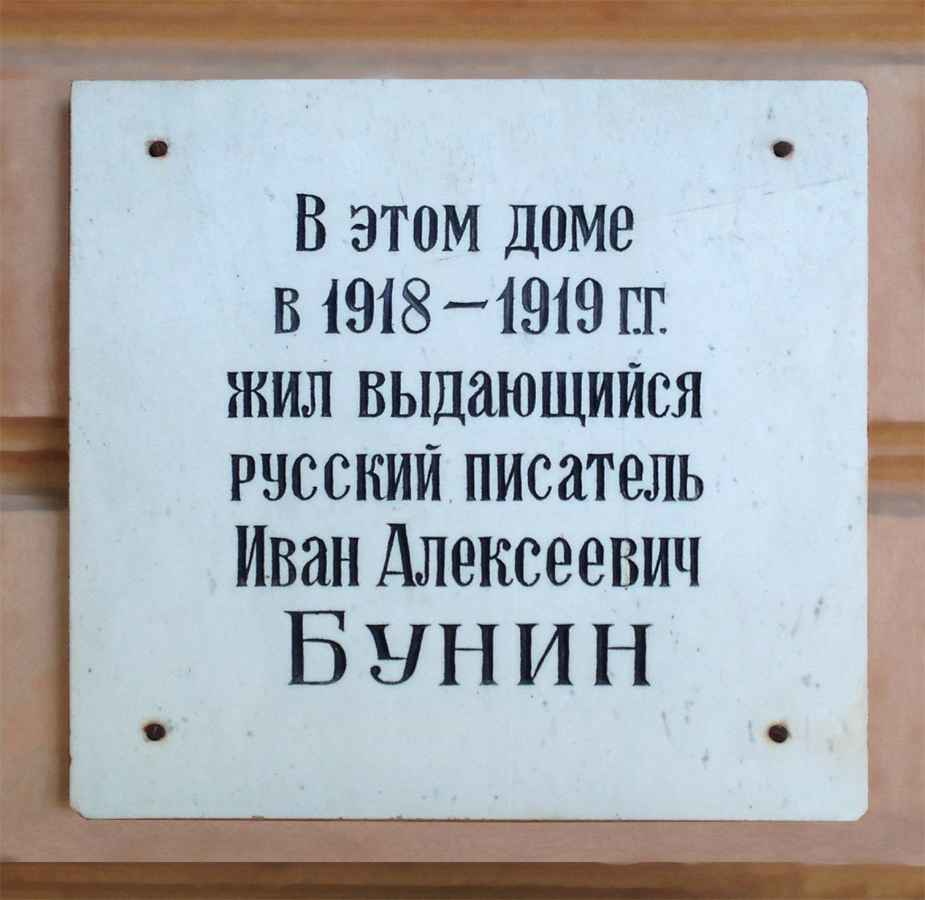 В этом доме
в 1918 – 1919 г.г.
жил выдающийся
русский писатель
Иван Алексеевич
БУНИН